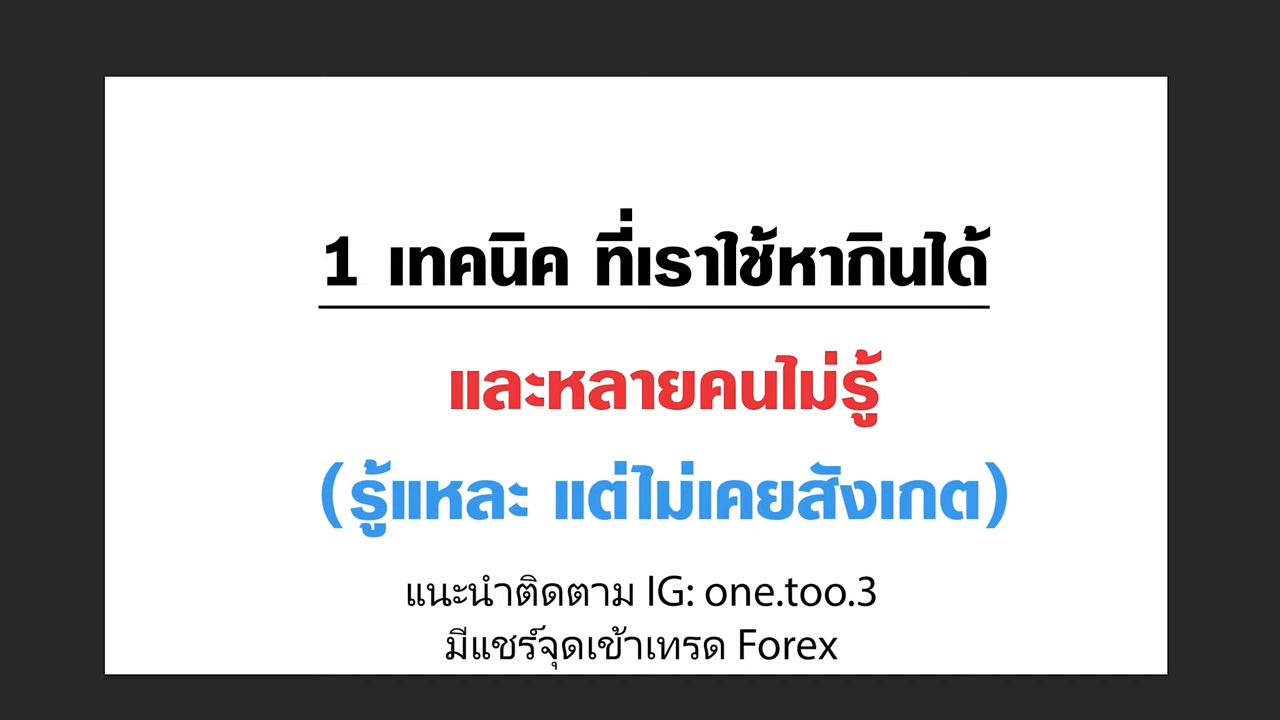 1 เทคนิค ที่เราใช้หากินได้
และหลายคนไม่รู้
(รู้แหละ แต่ไม่เคยสังเกต)
แนะนำติดตาม IG: one.too.3
มีแชร์จุดเข้าเทรด Forex